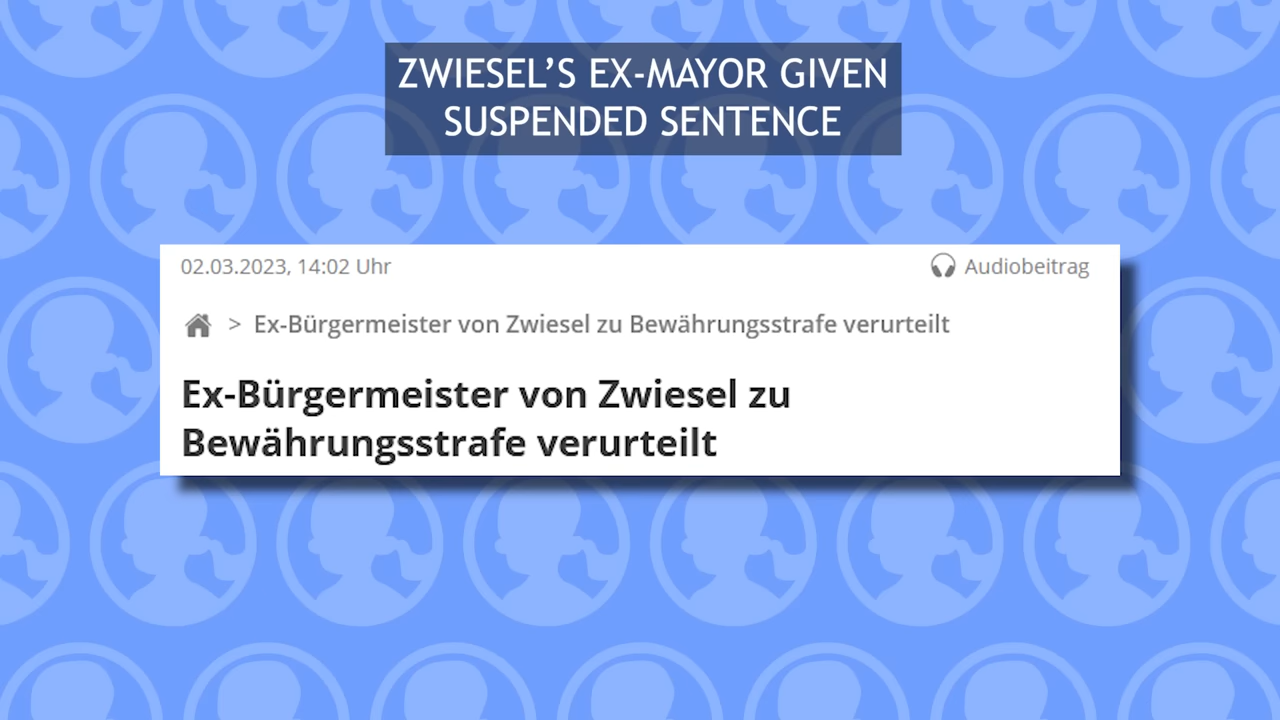 ZWIESEL’S EX-MAYOR GIVEN
SUSPENDED SENTENCE
02.03.2023, 14:02 Uhr
Audiobeitrag
> Ex-Bürgermeister von Zwiesel zu Bewährungsstrafe verurteilt
Ex-Bürgermeister von Zwiesel zu
Bewährungsstrafe verurteilt